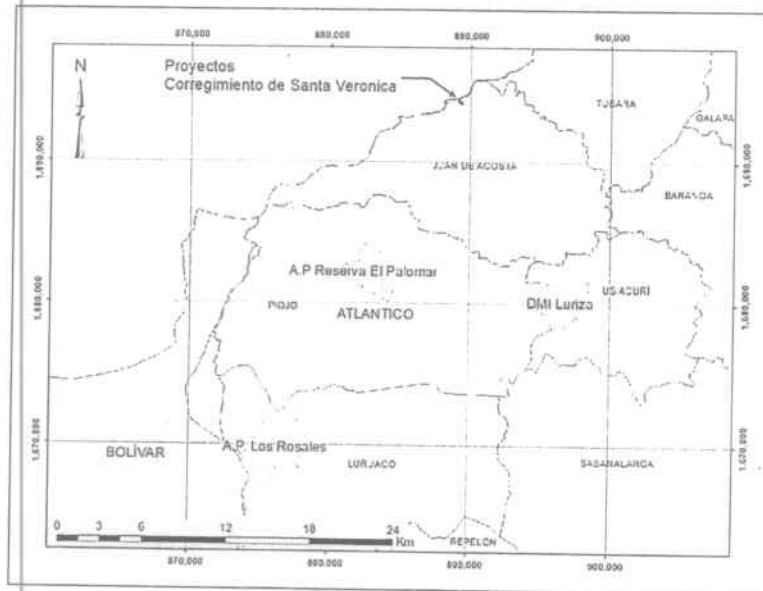 870,000 880,000 890,000 900,000
N
Proyectos
Corregimiento de Santa Veronica
TUBARA
GALAPA
1,690,000 1,690,000
JUAN DE ACOSTA
BARANOA
A.P Reserva El Palomar
USIACURÍ
PIOJO
DMI Luriza
1,680,000 1,680,000
ATLANTICO
1,670,000 1,670,000
BOLÍVAR
A.P. Los Rosales
LURUACO
SABANALARGA
0 3 6 12 18 24
Km
REPELON
870,000 880,000 890,000 900,000